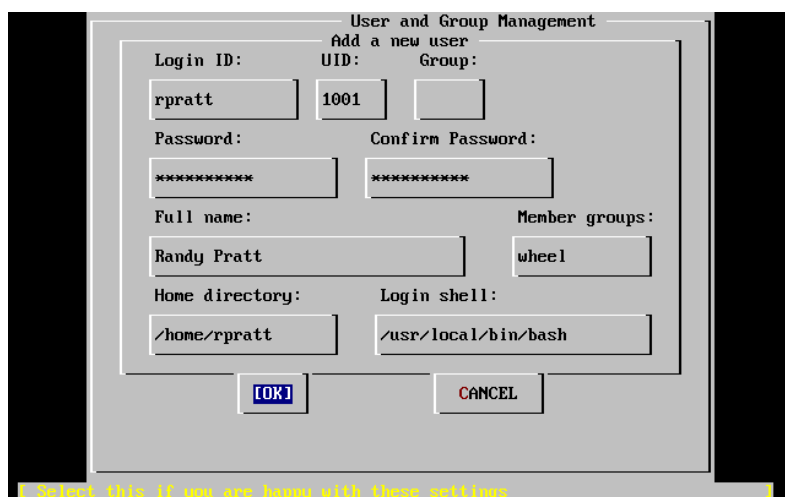 User and Group Management
Add a new user
Login ID: UID: Group:
rpratt 1001
Password: Confirm Password:
********** **********
Full name: Member groups:
Randy Pratt wheel
Home directory: Login shell:
/home/rpratt /usr/local/bin/bash
[OK] CANCEL
[ Select this if you are happy with these settings ]